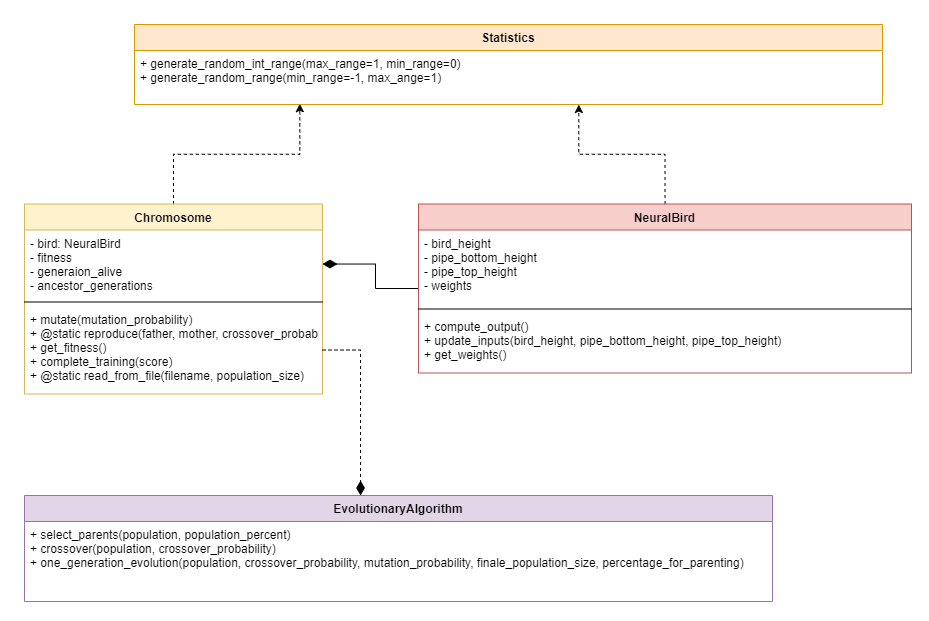 Statistics
+ generate_random_int_range(max_range=1, min_range=0)
+ generate_random_range(min_range=-1, max_ange=1)
Chromosome
- bird: NeuralBird
- fitness
- generaion_alive
- ancestor_generations
+ mutate(mutation_probability)
+ @static reproduce(father, mother, crossover_probab
+ get_fitness()
+ complete_training(score)
+ @static read_from_file(filename, population_size)
NeuralBird
- bird_height
- pipe_bottom_height
- pipe_top_height
- weights
+ compute_output()
+ update_inputs(bird_height, pipe_bottom_height, pipe_top_height)
+ get_weights()
EvolutionaryAlgorithm
+ select_parents(population, population_percent)
+ crossover(population, crossover_probability)
+ one_generation_evolution(population, crossover_probability, mutation_probability, finale_population_size, percentage_for_parenting)